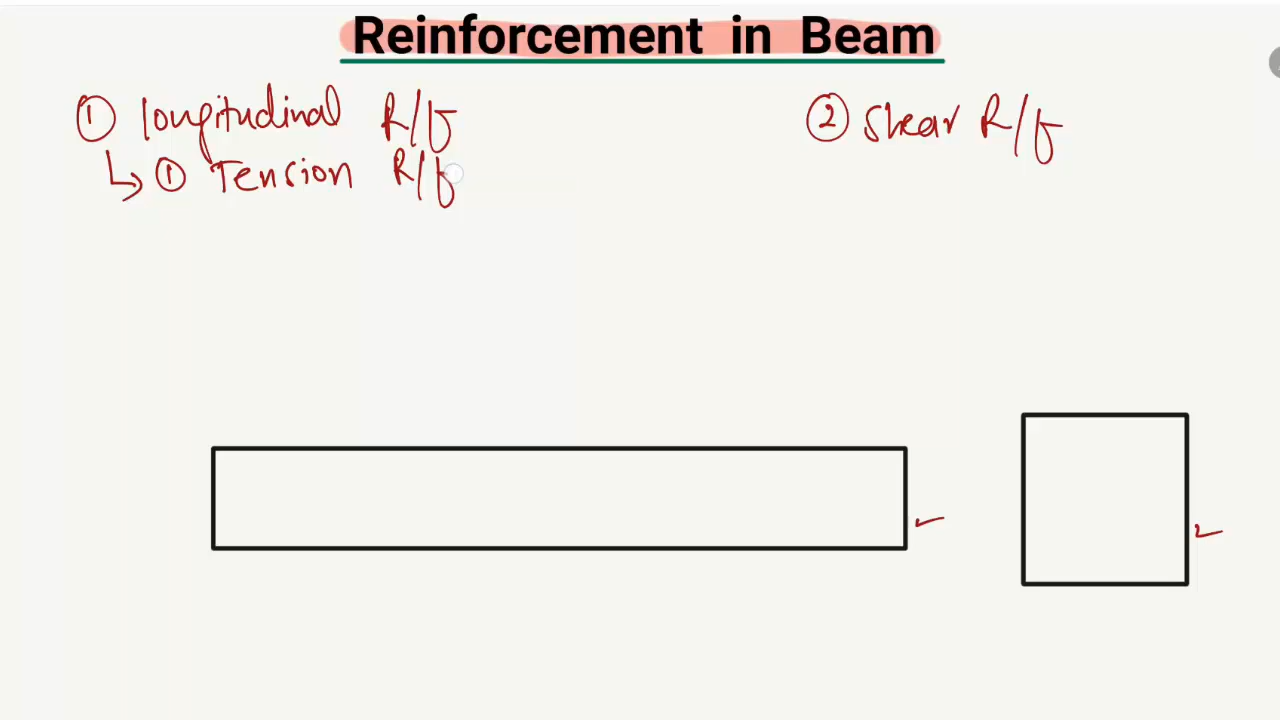 Reinforcement in Beam
① longitudinal R/f
② Shear R/f
↳ ① Tension R/f